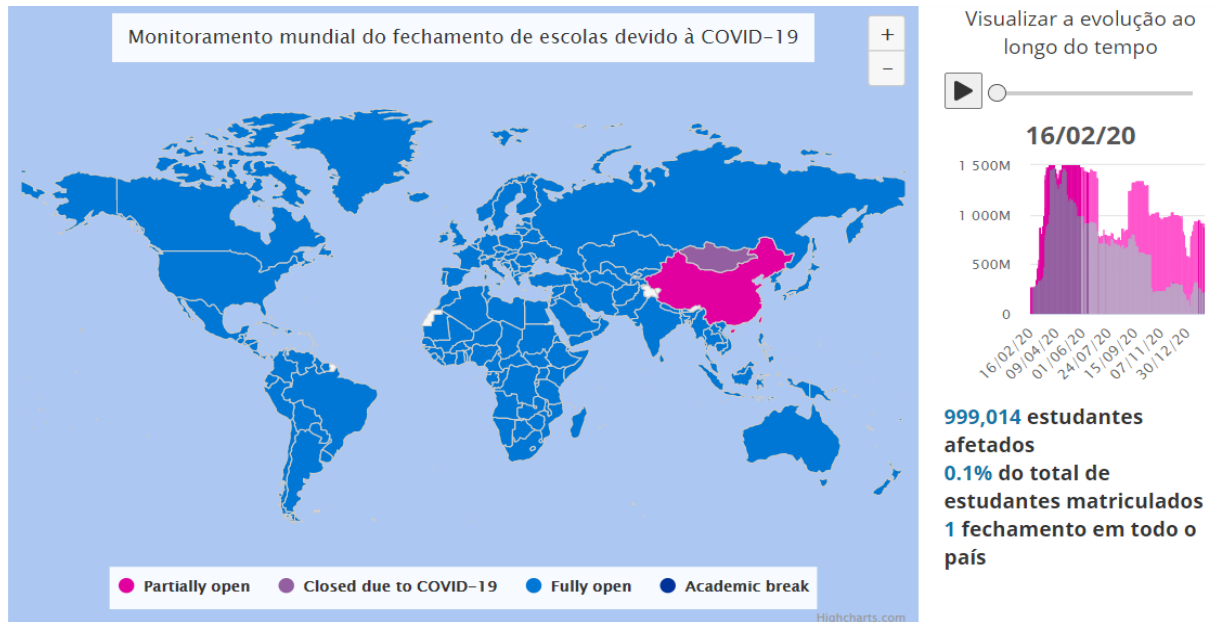 Monitoramento mundial do fechamento de escolas devido à COVID-19
+
−
Partially open
Closed due to COVID-19
Fully open
Academic break
Highcharts.com
Visualizar a evolução ao
longo do tempo
16/02/20
1 500M
1 000M
500M
0
16/02/20
09/04/20
01/06/20
24/07/20
15/09/20
07/11/20
30/12/20
999,014 estudantes
afetados
0.1% do total de
estudantes matriculados
1 fechamento em todo o
país